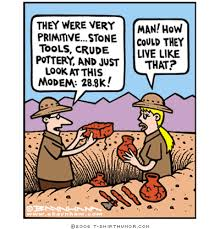 THEY WERE VERY
PRIMITIVE...STONE
TOOLS, CRUDE
POTTERY, AND JUST
LOOK AT THIS
MODEM: 28.8K!
MAN! HOW
COULD THEY
LIVE LIKE
THAT?
©2006 T-SHIRTHUMOR.COM